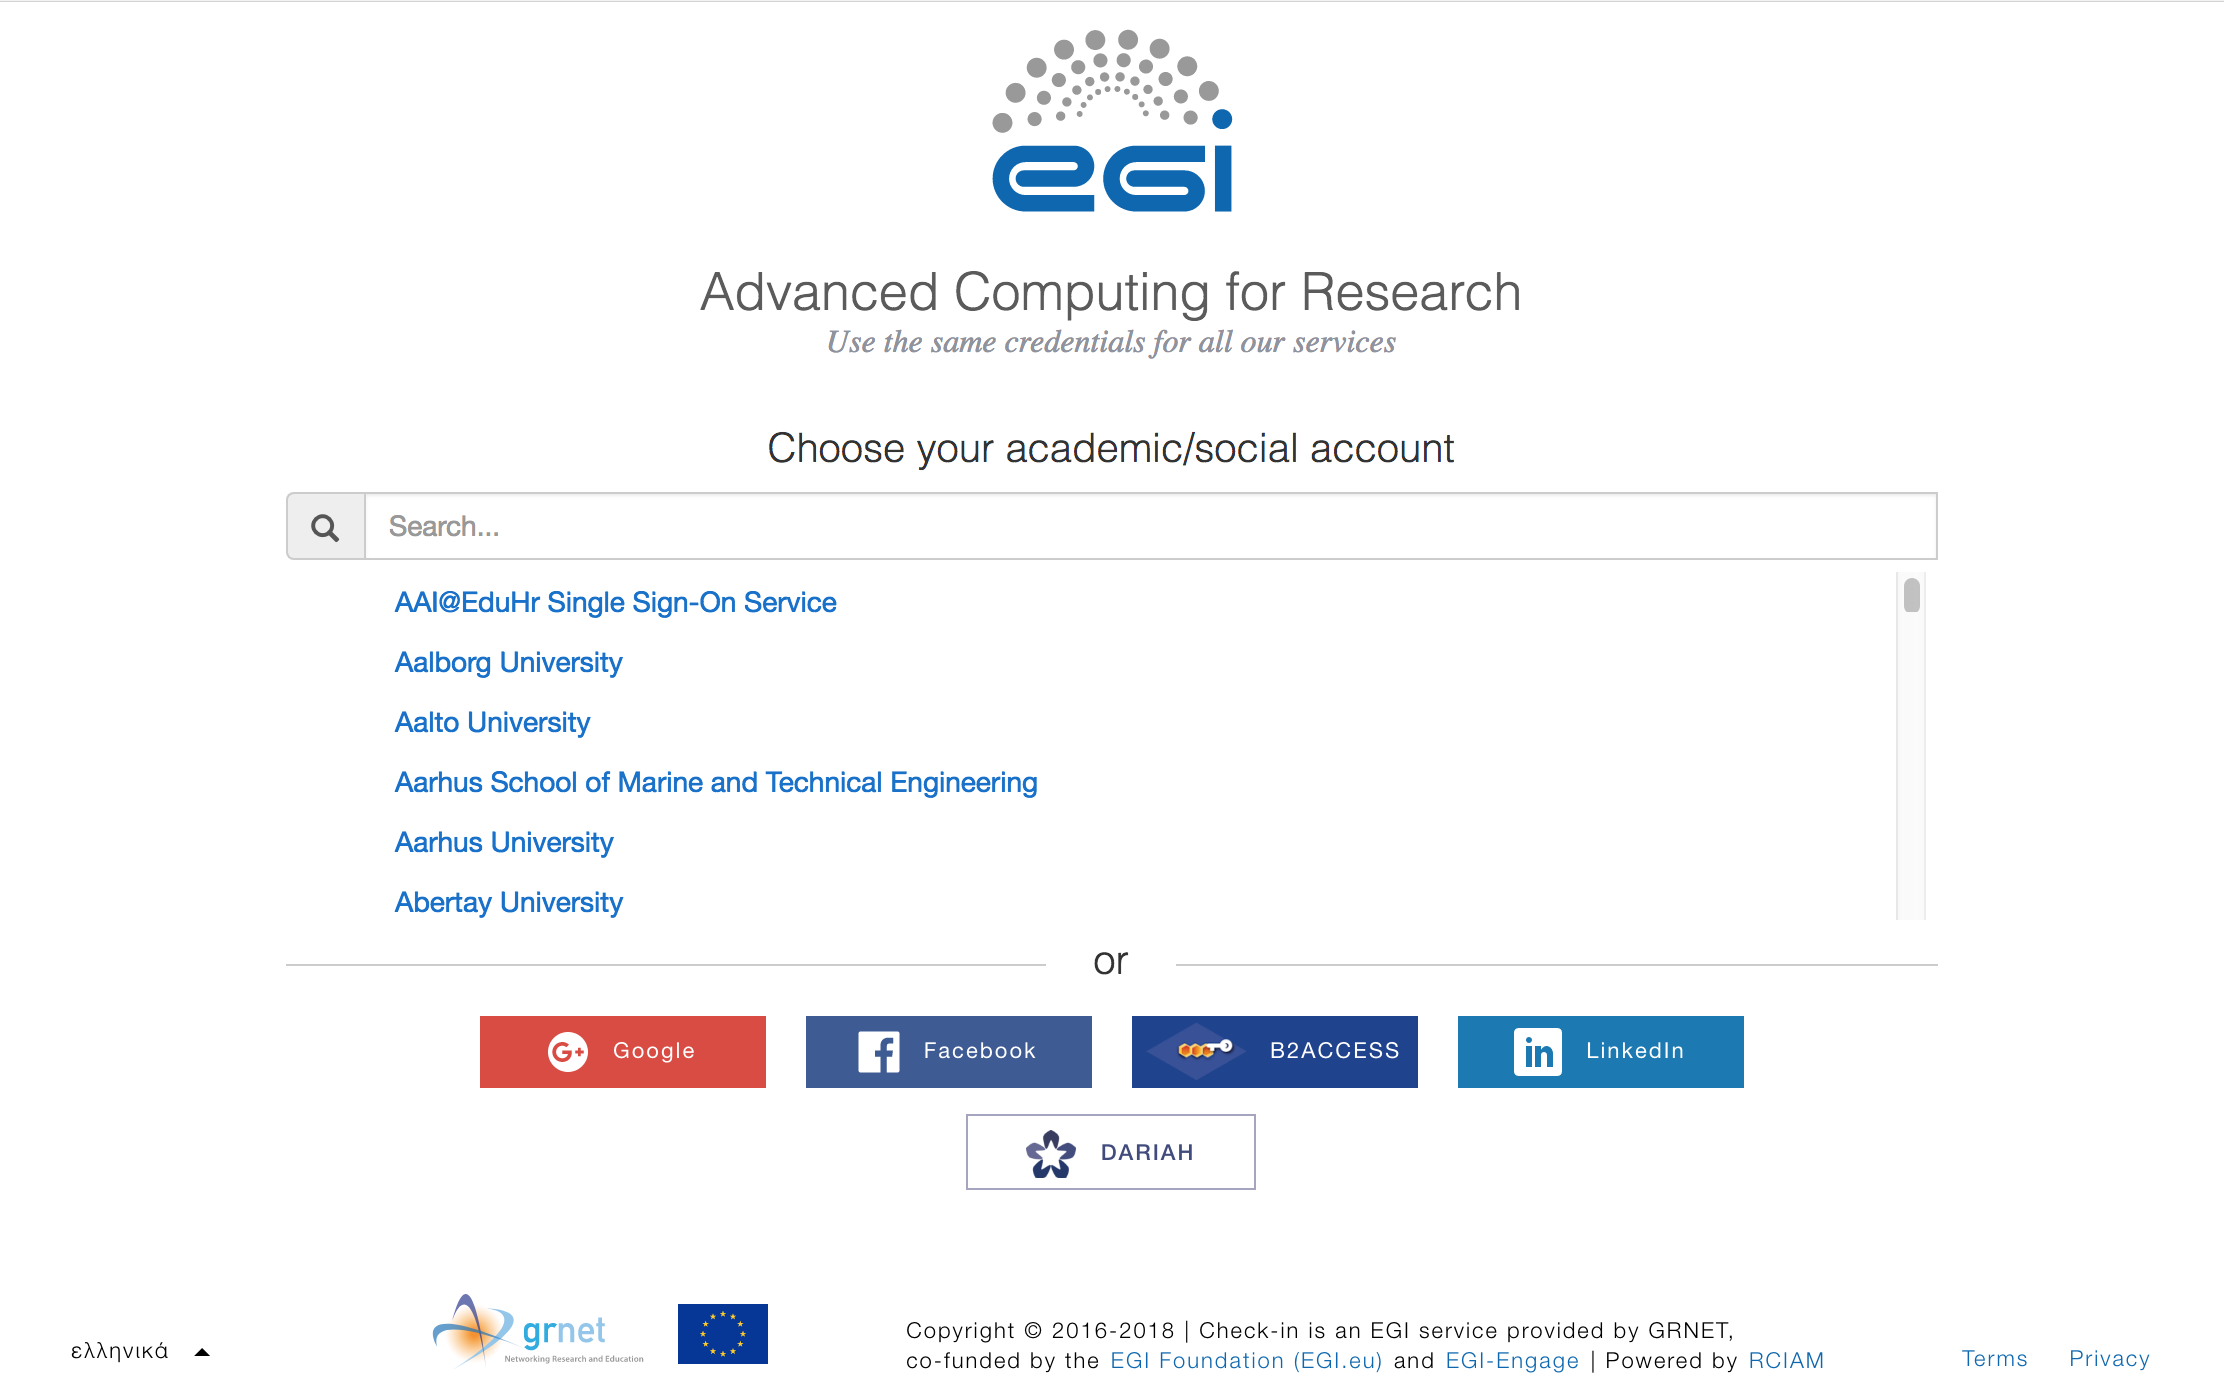 egi
Advanced Computing for Research
Use the same credentials for all our services
Choose your academic/social account
Search...
AAI@EduHr Single Sign-On Service
Aalborg University
Aalto University
Aarhus School of Marine and Technical Engineering
Aarhus University
Abertay University
or
G+ Google
f Facebook
B2ACCESS
in LinkedIn
DARIAH
ελληνικά
grnet
Networking Research and Education
Copyright © 2016-2018 | Check-in is an EGI service provided by GRNET,
co-funded by the EGI Foundation (EGI.eu) and EGI-Engage | Powered by RCIAM
Terms Privacy